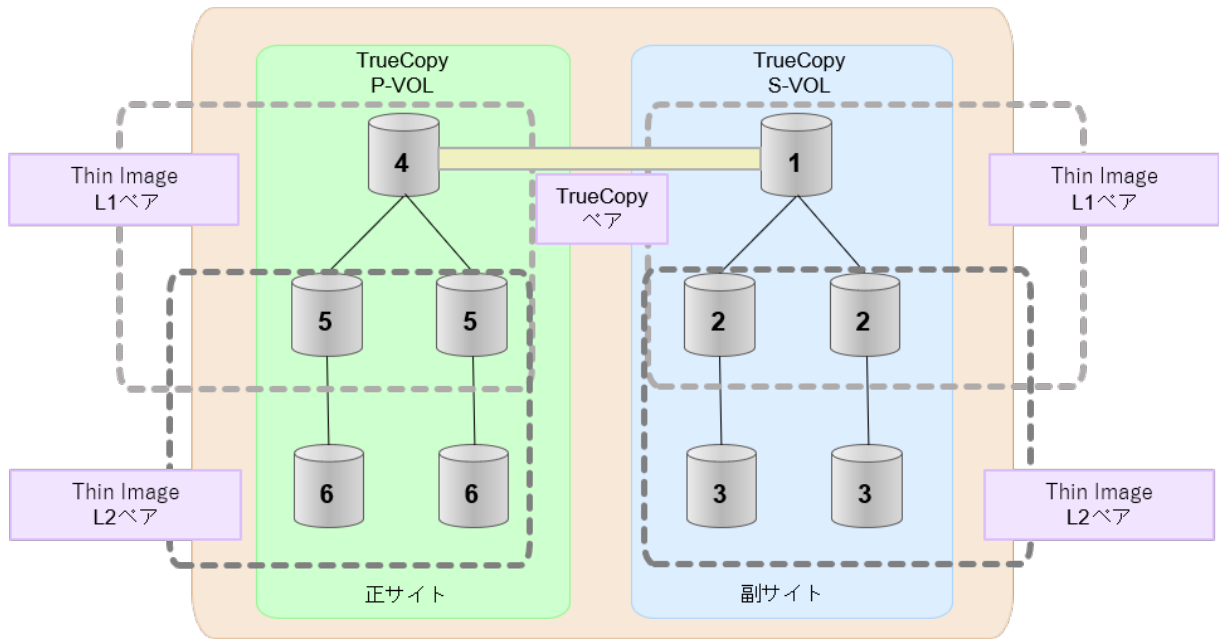 TrueCopy
P-VOL
TrueCopy
S-VOL
4
1
Thin Image
L1ペア
TrueCopy
ペア
Thin Image
L1ペア
5
5
2
2
Thin Image
L2ペア
6
6
3
3
Thin Image
L2ペア
正サイト
副サイト